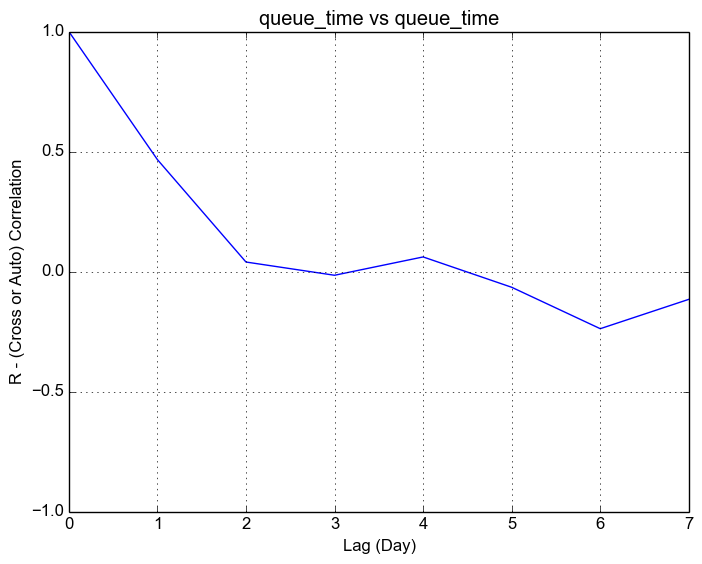 queue_time vs queue_time
1.0
0.5
0.0
−0.5
−1.0
R - (Cross or Auto) Correlation
0 1 2 3 4 5 6 7
Lag (Day)